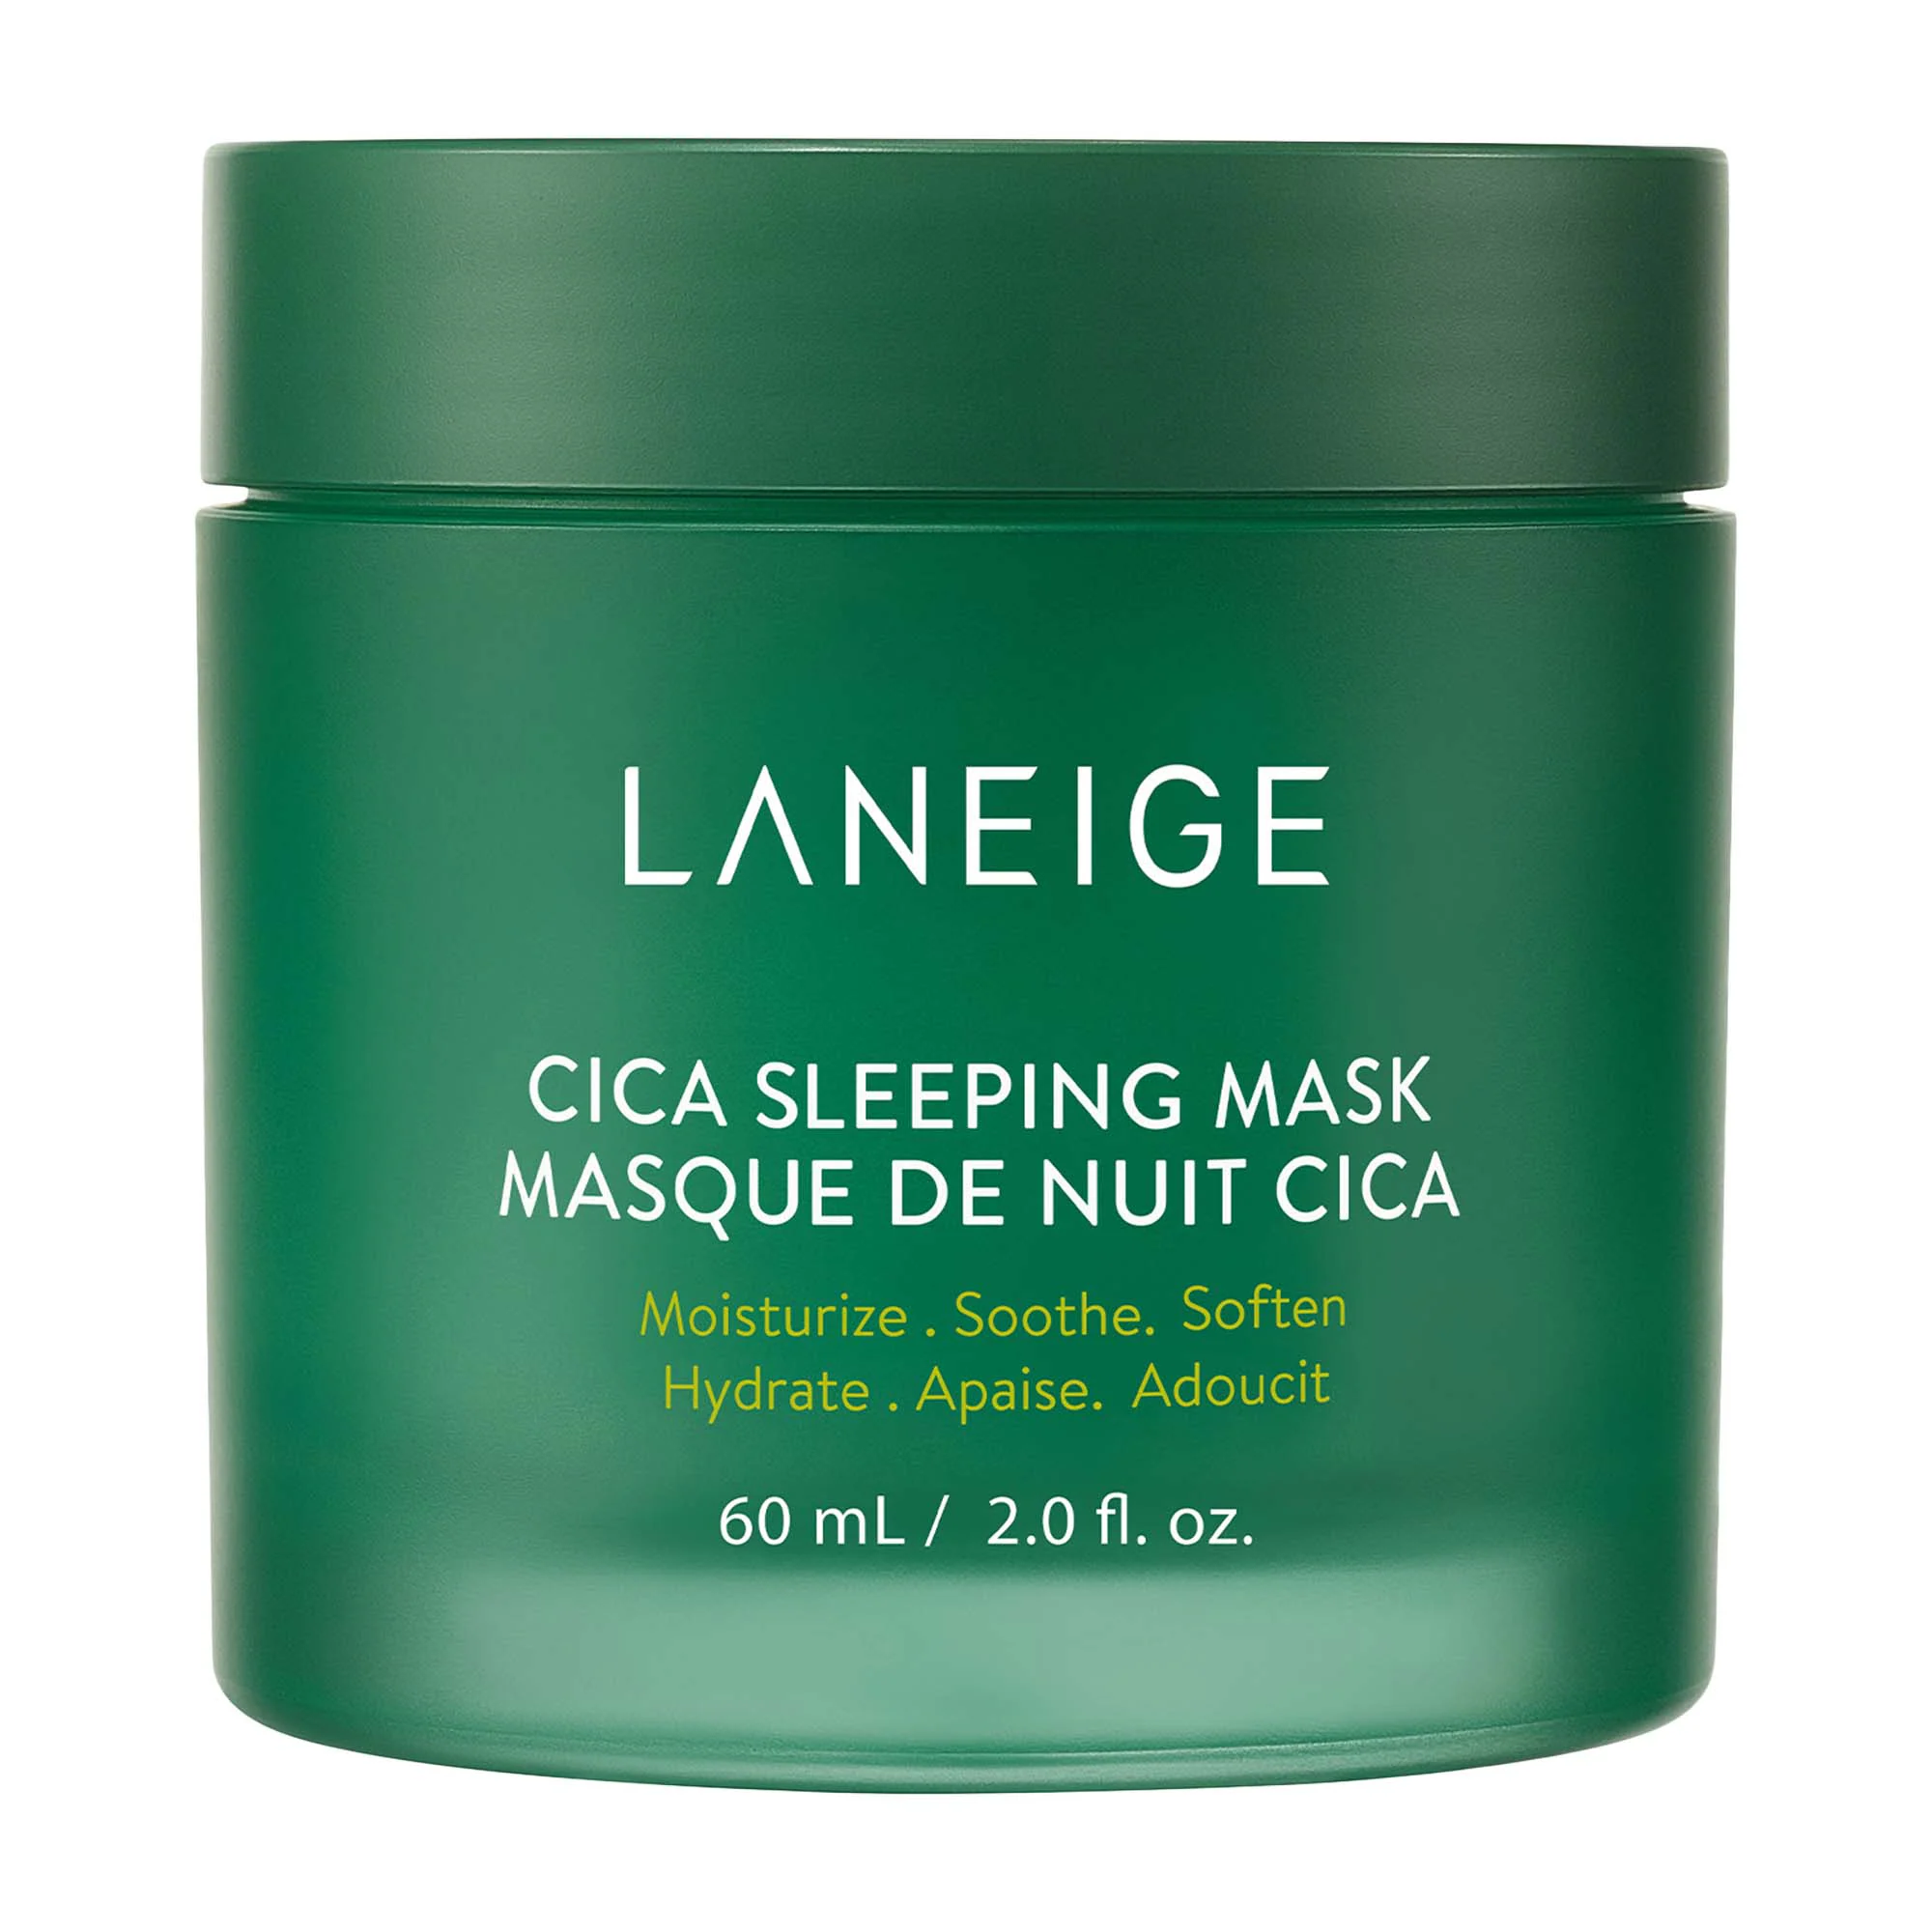 LANEIGE
CICA SLEEPING MASK
MASQUE DE NUIT CICA
Moisturize . Soothe. Soften
Hydrate . Apaise. Adoucit
60 mL / 2.0 fl. oz.